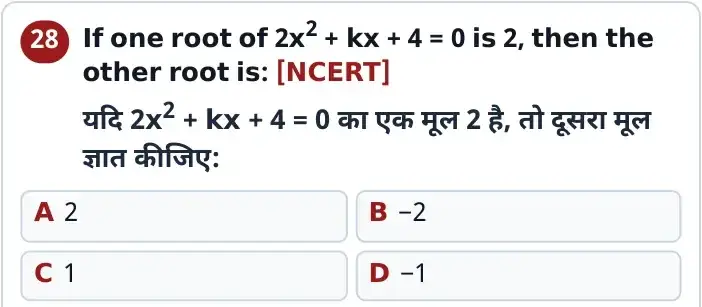 28 If one root of 2x² + kx + 4 = 0 is 2, then the
other root is: [NCERT]
यदि 2x² + kx + 4 = 0 का एक मूल 2 है, तो दूसरा मूल
ज्ञात कीजिए:
A 2
B −2
C 1
D −1